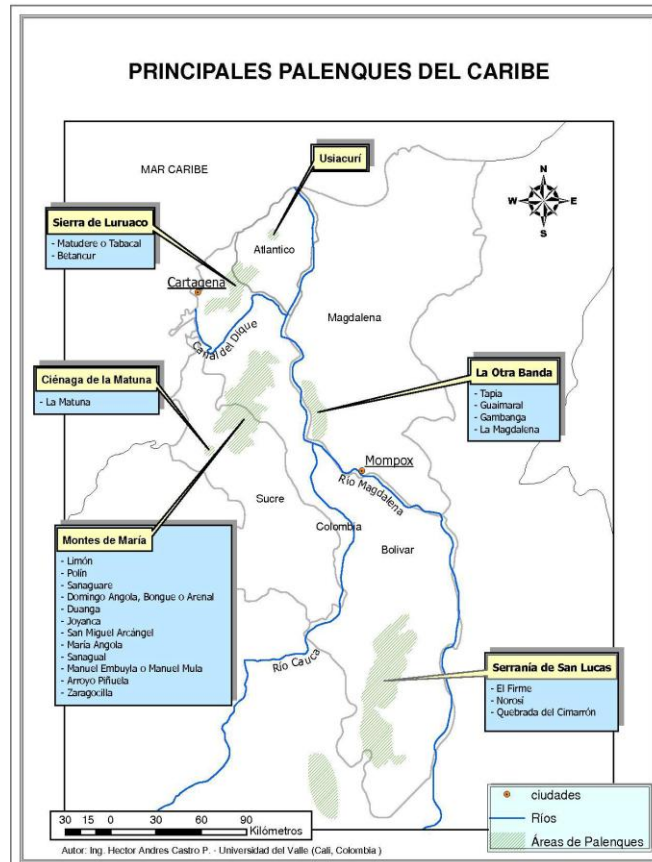 PRINCIPALES PALENQUES DEL CARIBE
MAR CARIBE
Usiacurí
N
W
E
S
Sierra de Luruaco
- Matudere o Tabacal
- Betancur
Atlantico
Cartagena
Magdalena
Canal del Dique
Ciénaga de la Matuna
- La Matuna
La Otra Banda
- Tapia
- Guaimaral
- Gambanga
- La Magdalena
Mompox
Río Magdalena
Sucre
Colombia
Bolivar
Montes de María
- Limón
- Polín
- Sanaguare
- Domingo Angola, Bongue o Arenal
- Duanga
- Joyanca
- San Miguel Arcángel
- María Angola
- Sanagual
- Manuel Embuyla o Manuel Mula
- Arroyo Piñuela
- Zaragocilla
Río Cauca
Serranía de San Lucas
- El Firme
- Norosí
- Quebrada del Cimarrón
ciudades
Ríos
Áreas de Palenques
30 15 0 30 60 90
Kilómetros
Autor: Ing. Hector Andres Castro P. - Universidad del Valle (Cali, Colombia )